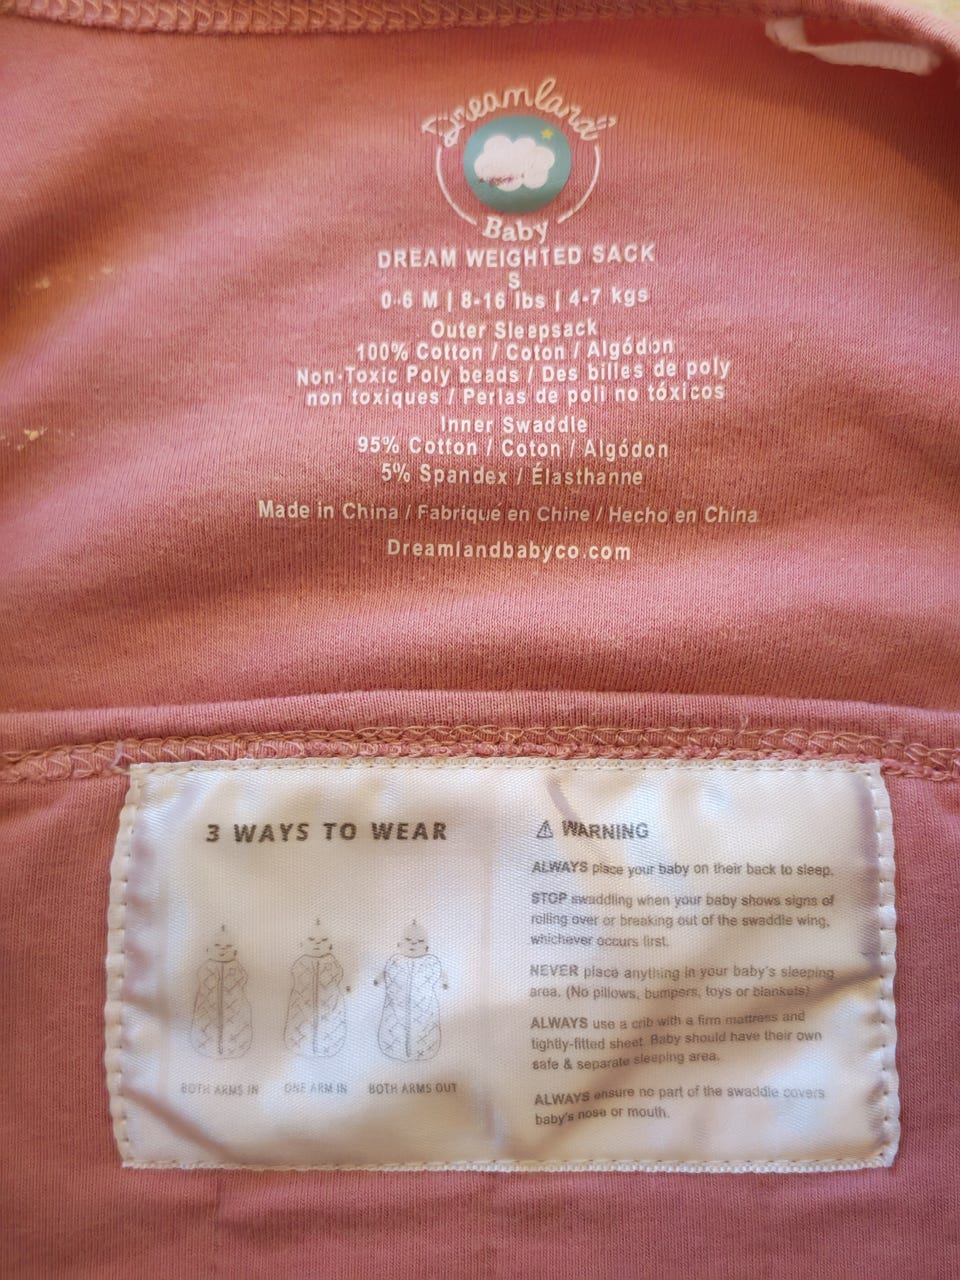 Dreamland
Baby
DREAM WEIGHTED SACK
S
0-6 M | 8-16 lbs | 4-7 kgs
Outer Sleepsack
100% Cotton / Coton / Algódon
Non-Toxic Poly beads / Des billes de poly
non toxiques / Perlas de poli no tóxicos
Inner Swaddle
95% Cotton / Coton / Algódon
5% Spandex / Élasthanne
Made in China / Fabriqué en Chine / Hecho en China
Dreamlandbabyco.com
3 WAYS TO WEAR
BOTH ARMS IN ONE ARM IN BOTH ARMS OUT
⚠ WARNING
ALWAYS place your baby on their back to sleep.
STOP swaddling when your baby shows signs of
rolling over or breaking out of the swaddle wing,
whichever occurs first.
NEVER place anything in your baby's sleeping
area. (No pillows, bumpers, toys or blankets)
ALWAYS use a crib with a firm mattress and
tightly-fitted sheet. Baby should have their own
safe & separate sleeping area.
ALWAYS ensure no part of the swaddle covers
baby's nose or mouth.